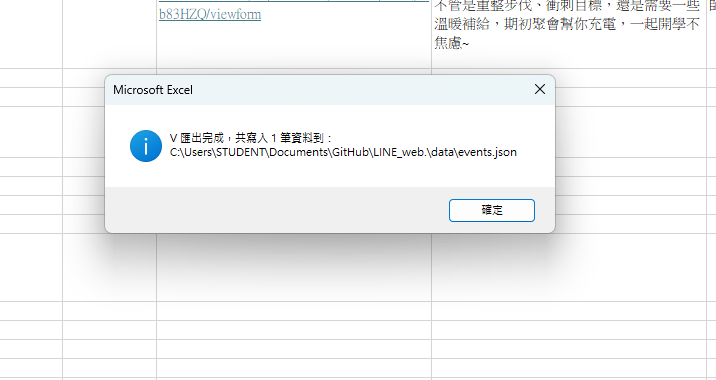 b83HZQ/viewform
不管是重整步伐、衝刺目標，還是需要一些
溫暖補給，期初聚會幫你充電，一起開學不
焦慮~
Microsoft Excel
V 匯出完成，共寫入 1 筆資料到：
C:\Users\STUDENT\Documents\GitHub\LINE_web.\data\events.json
確定